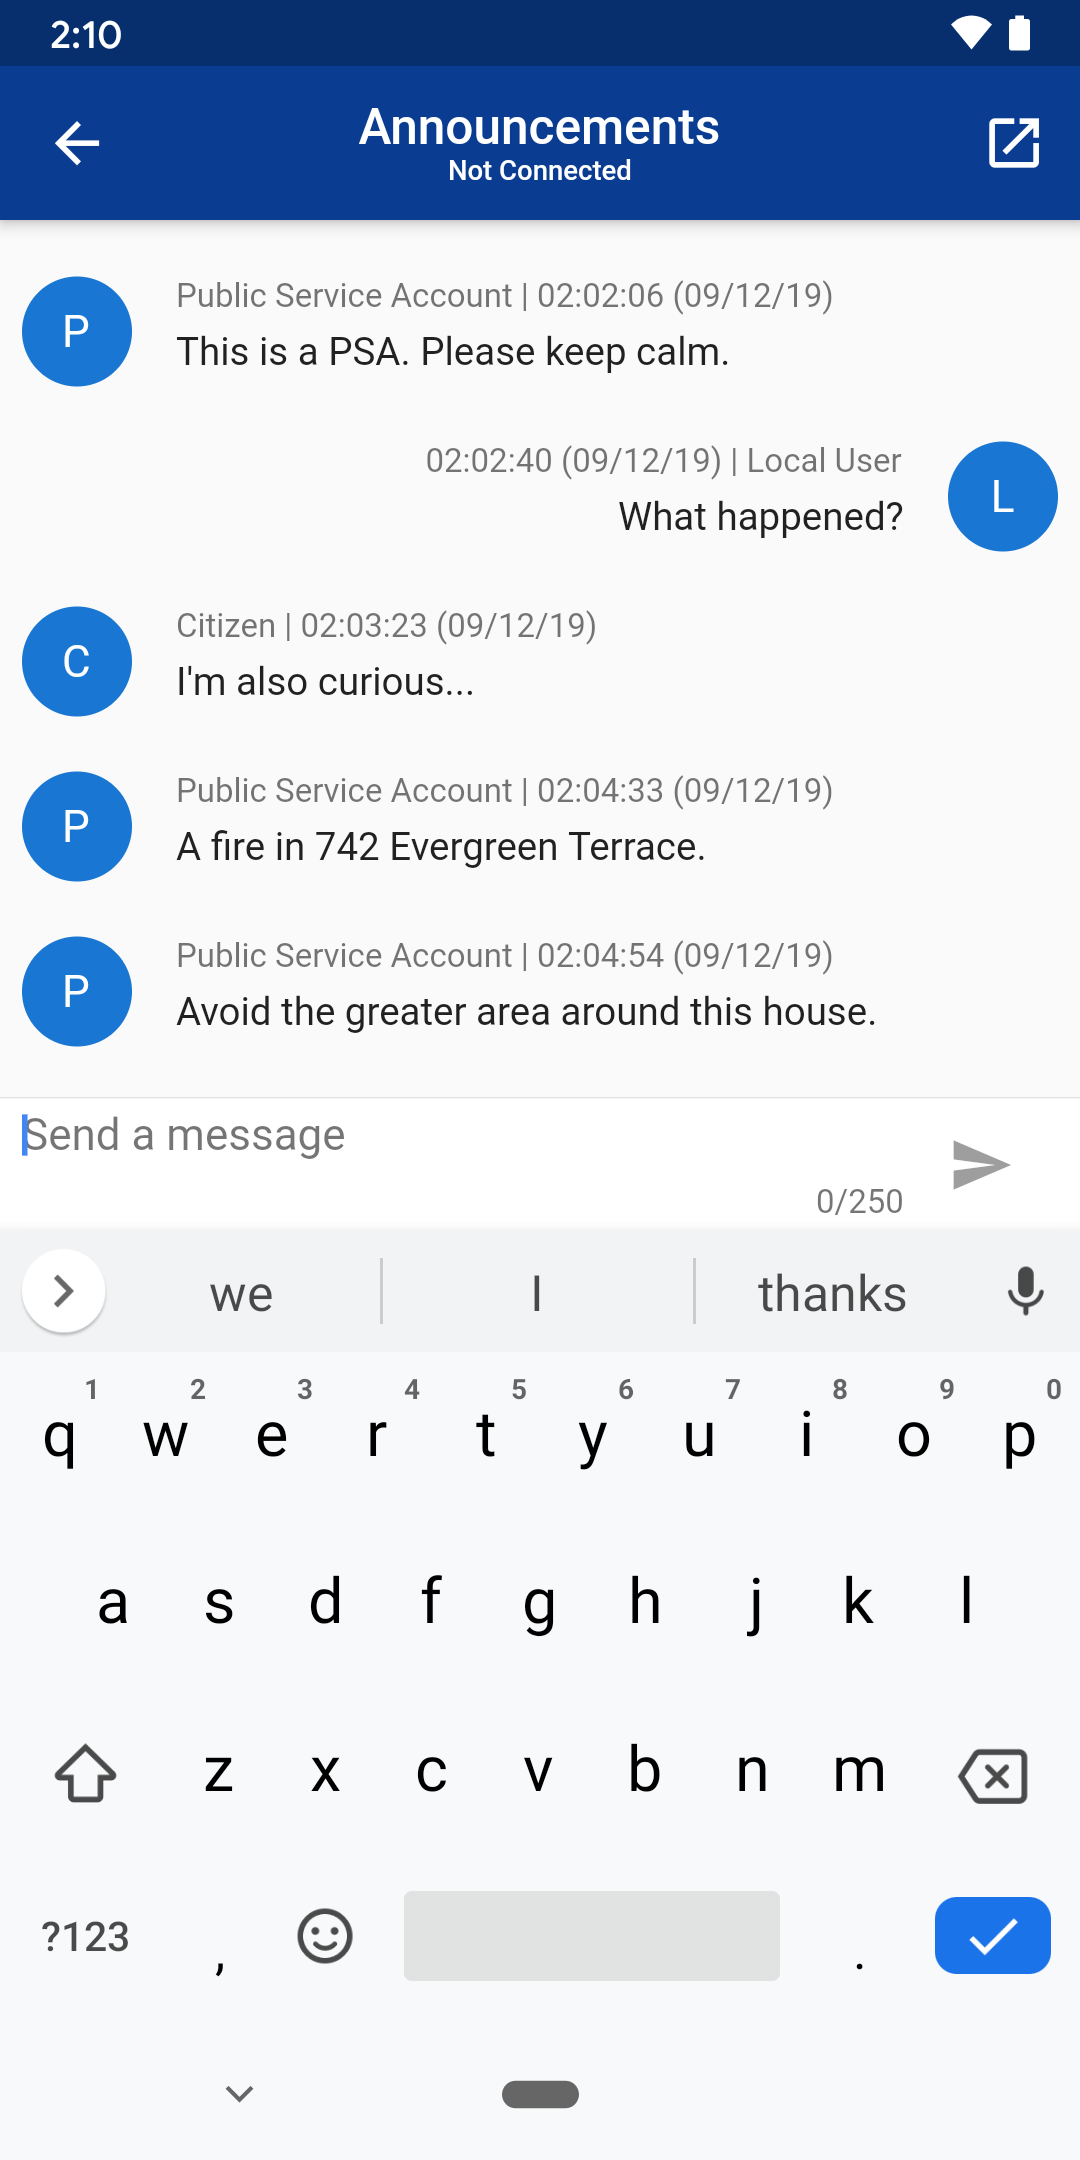 2:10
Announcements
Not Connected
Public Service Account | 02:02:06 (09/12/19)
P
This is a PSA. Please keep calm.
02:02:40 (09/12/19) | Local User
What happened?
L
Citizen | 02:03:23 (09/12/19)
C
I'm also curious...
Public Service Account | 02:04:33 (09/12/19)
P
A fire in 742 Evergreen Terrace.
Public Service Account | 02:04:54 (09/12/19)
P
Avoid the greater area around this house.
Send a message
0/250
we I thanks
1 2 3 4 5 6 7 8 9 0
q w e r t y u i o p
a s d f g h j k l
z x c v b n m
?123 , .